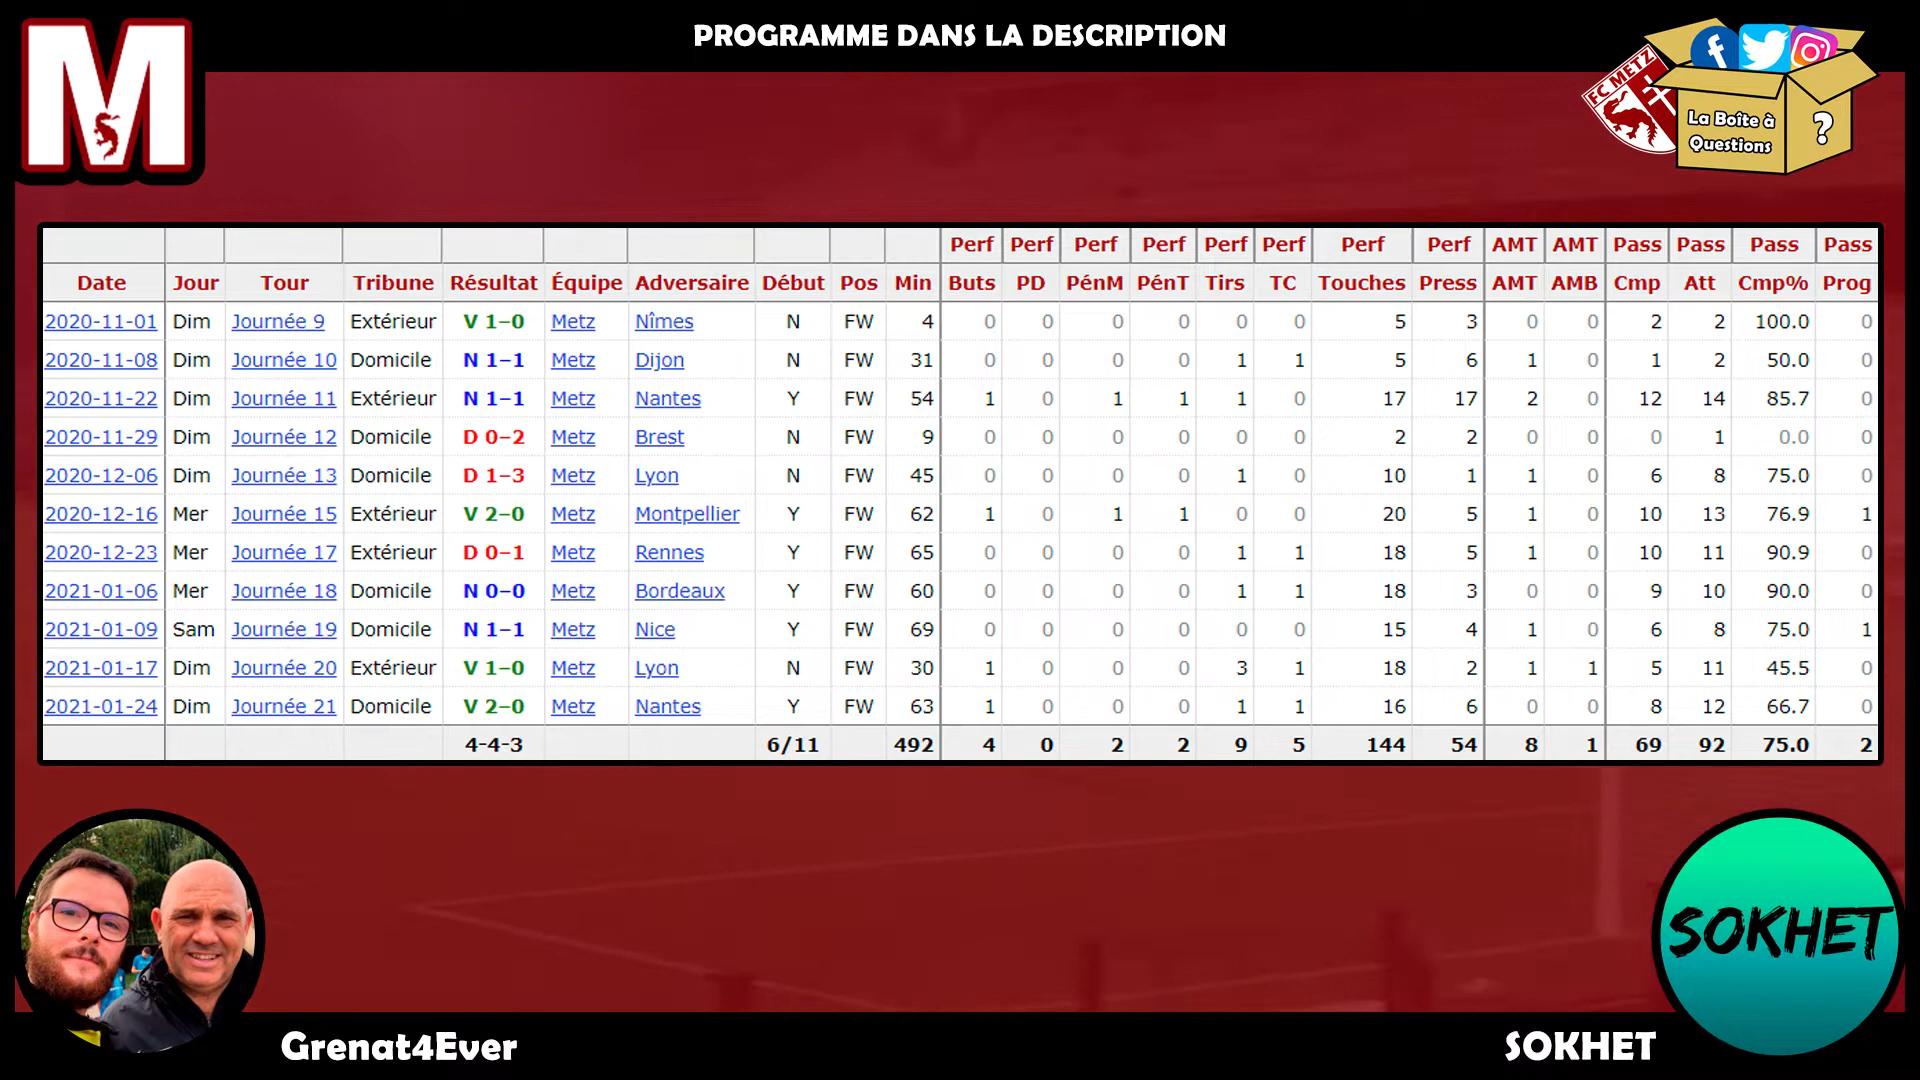 PROGRAMME DANS LA DESCRIPTION
M
FC METZ
La Boîte à
Questions
?
Perf Perf Perf Perf Perf Perf Perf Perf AMT AMT Pass Pass Pass Pass
Date Jour Tour Tribune Résultat Équipe Adversaire Début Pos Min Buts PD PénM PénT Tirs TC Touches Press AMT AMB Cmp Att Cmp% Prog
2020-11-01 Dim Journée 9 Extérieur V 1–0 Metz Nîmes N FW 4 0 0 0 0 0 0 5 3 0 0 2 2 100.0 0
2020-11-08 Dim Journée 10 Domicile N 1–1 Metz Dijon N FW 31 0 0 0 0 1 1 5 6 1 0 1 2 50.0 0
2020-11-22 Dim Journée 11 Extérieur N 1–1 Metz Nantes Y FW 54 1 0 1 1 1 0 17 17 2 0 12 14 85.7 0
2020-11-29 Dim Journée 12 Domicile D 0–2 Metz Brest N FW 9 0 0 0 0 0 0 2 2 0 0 0 1 0.0 0
2020-12-06 Dim Journée 13 Domicile D 1–3 Metz Lyon N FW 45 0 0 0 0 1 0 10 1 1 0 6 8 75.0 0
2020-12-16 Mer Journée 15 Extérieur V 2–0 Metz Montpellier Y FW 62 1 0 1 1 0 0 20 5 1 0 10 13 76.9 1
2020-12-23 Mer Journée 17 Extérieur D 0–1 Metz Rennes Y FW 65 0 0 0 0 1 1 18 5 1 0 10 11 90.9 0
2021-01-06 Mer Journée 18 Domicile N 0–0 Metz Bordeaux Y FW 60 0 0 0 0 1 1 18 3 0 0 9 10 90.0 0
2021-01-09 Sam Journée 19 Domicile N 1–1 Metz Nice Y FW 69 0 0 0 0 0 0 15 4 1 0 6 8 75.0 1
2021-01-17 Dim Journée 20 Extérieur V 1–0 Metz Lyon N FW 30 1 0 0 0 3 1 18 2 1 1 5 11 45.5 0
2021-01-24 Dim Journée 21 Domicile V 2–0 Metz Nantes Y FW 63 1 0 0 0 1 1 16 6 0 0 8 12 66.7 0
4-4-3 6/11 492 4 0 2 2 9 5 144 54 8 1 69 92 75.0 2
SOKHET
Grenat4Ever
SOKHET